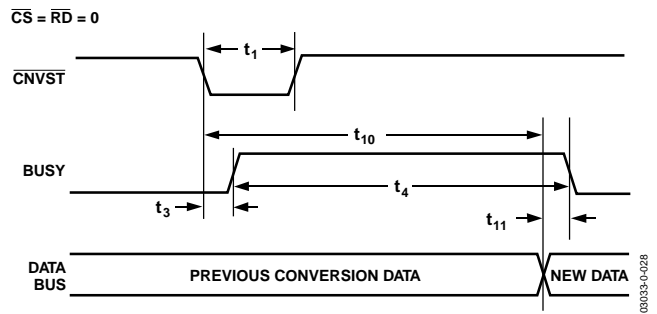 CS = RD = 0
t1
CNVST
t10
BUSY
t4
t3
t11
DATA BUS
PREVIOUS CONVERSION DATA
NEW DATA
03033-0-028